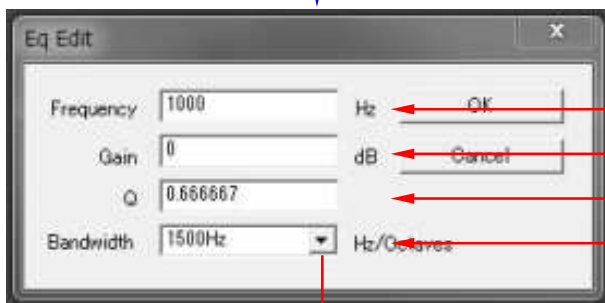 Eq Edit x
Frequency 1000 Hz OK
Gain 0 dB Cancel
Q 0.666667
Bandwidth 1500Hz Hz/Octaves